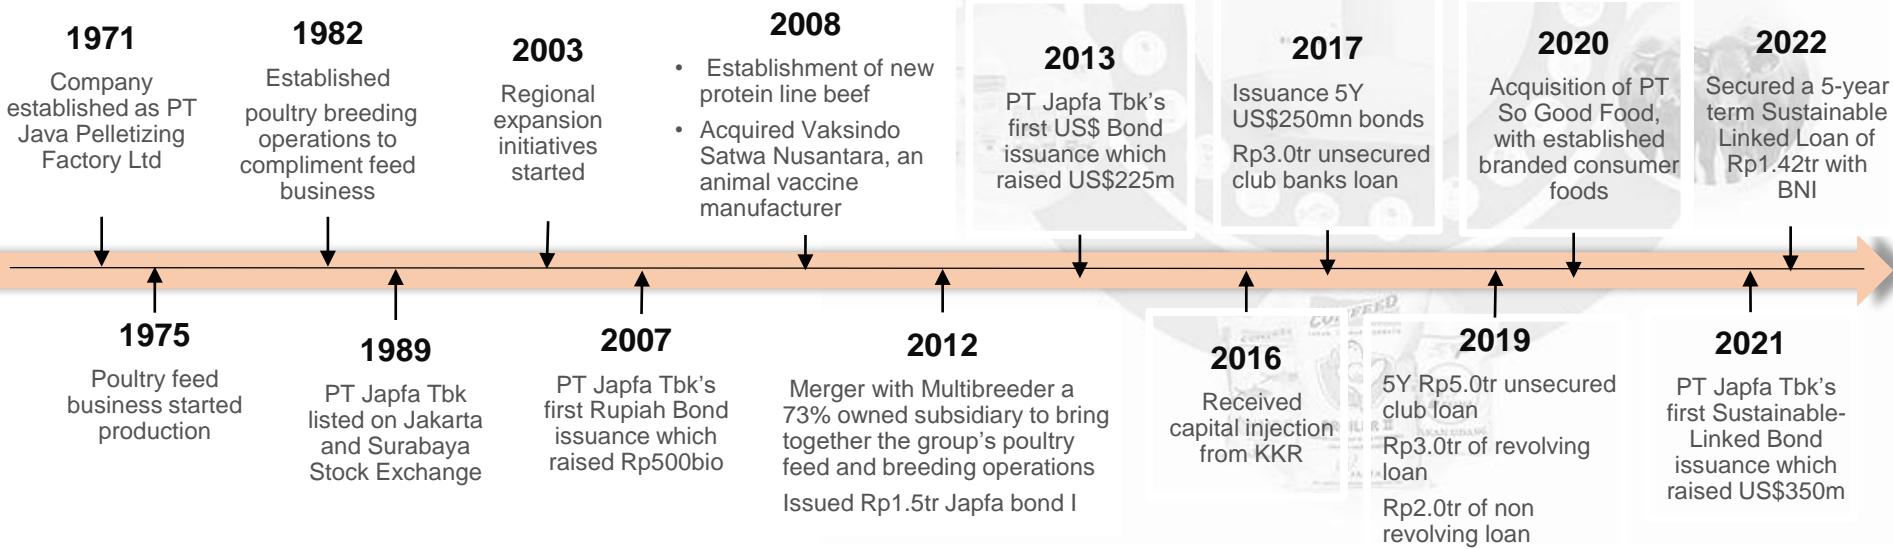 1971
Company
established as PT
Java Pelletizing
Factory Ltd
1982
Established
poultry breeding
operations to
compliment feed
business
2003
Regional
expansion
initiatives
started
2008
• Establishment of new
protein line beef
• Acquired Vaksindo
Satwa Nusantara, an
animal vaccine
manufacturer
2013
PT Japfa Tbk's
first US$ Bond
issuance which
raised US$225m
2017
Issuance 5Y
US$250mn bonds
Rp3.0tr unsecured
club banks loan
2020
Acquisition of PT
So Good Food,
with established
branded consumer
foods
2022
Secured a 5-year
term Sustainable
Linked Loan of
Rp1.42tr with
BNI
1975
Poultry feed
business started
production
1989
PT Japfa Tbk
listed on Jakarta
and Surabaya
Stock Exchange
2007
PT Japfa Tbk's
first Rupiah Bond
issuance which
raised Rp500bio
2012
Merger with Multibreeder a
73% owned subsidiary to bring
together the group's poultry
feed and breeding operations
Issued Rp1.5tr Japfa bond I
2016
Received
capital injection
from KKR
2019
5Y Rp5.0tr unsecured
club loan
Rp3.0tr of revolving
loan
Rp2.0tr of non
revolving loan
2021
PT Japfa Tbk's
first Sustainable-
Linked Bond
issuance which
raised US$350m